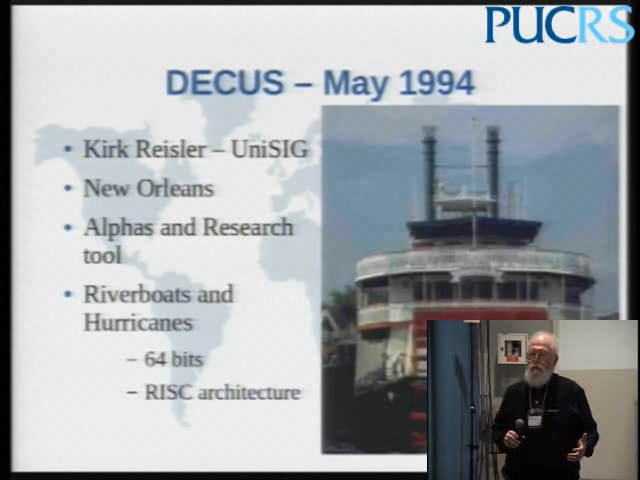 PUCRS
DECUS – May 1994
• Kirk Reisler – UniSIG
• New Orleans
• Alphas and Research
tool
• Riverboats and
Hurricanes
– 64 bits
– RISC architecture